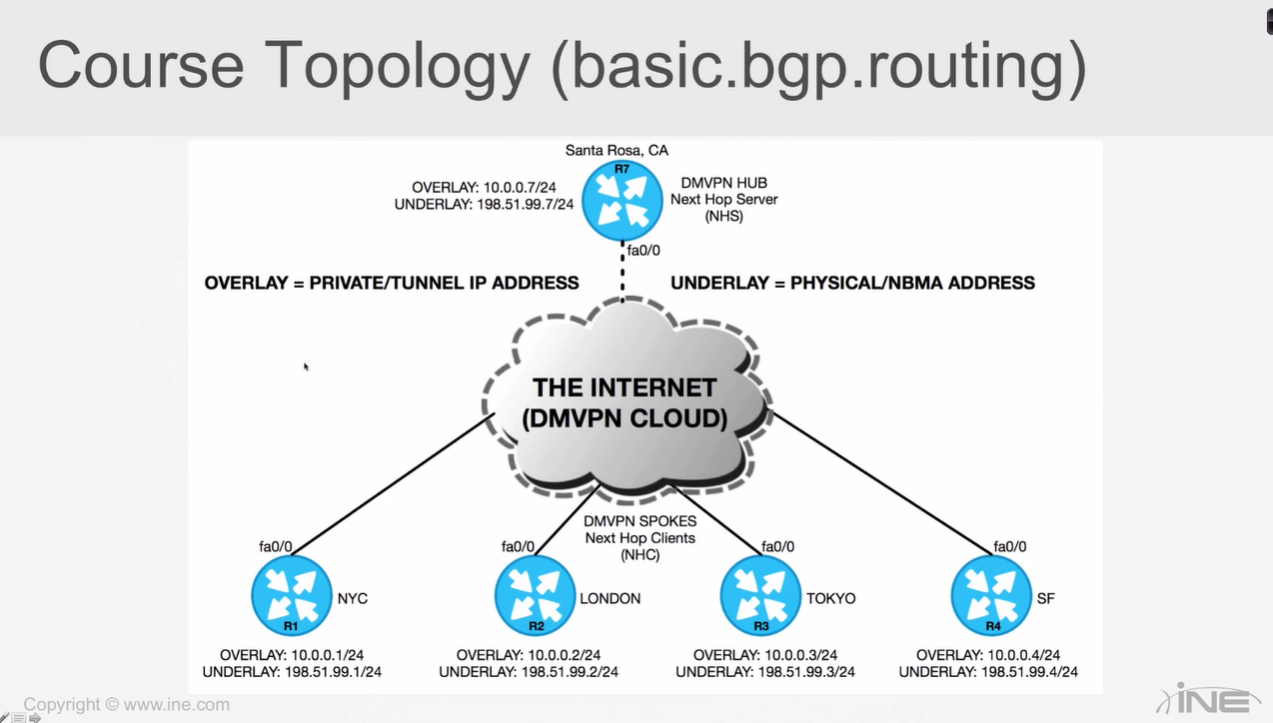 Course Topology (basic.bgp.routing)
Santa Rosa, CA
R7
OVERLAY: 10.0.0.7/24
UNDERLAY: 198.51.99.7/24
DMVPN HUB
Next Hop Server
(NHS)
fa0/0
OVERLAY = PRIVATE/TUNNEL IP ADDRESS
UNDERLAY = PHYSICAL/NBMA ADDRESS
THE INTERNET
(DMVPN CLOUD)
DMVPN SPOKES
Next Hop Clients
(NHC)
fa0/0
NYC
R1
OVERLAY: 10.0.0.1/24
UNDERLAY: 198.51.99.1/24
fa0/0
LONDON
R2
OVERLAY: 10.0.0.2/24
UNDERLAY: 198.51.99.2/24
fa0/0
TOKYO
R3
OVERLAY: 10.0.0.3/24
UNDERLAY: 198.51.99.3/24
fa0/0
SF
R4
OVERLAY: 10.0.0.4/24
UNDERLAY: 198.51.99.4/24
Copyright © www.ine.com
iNE